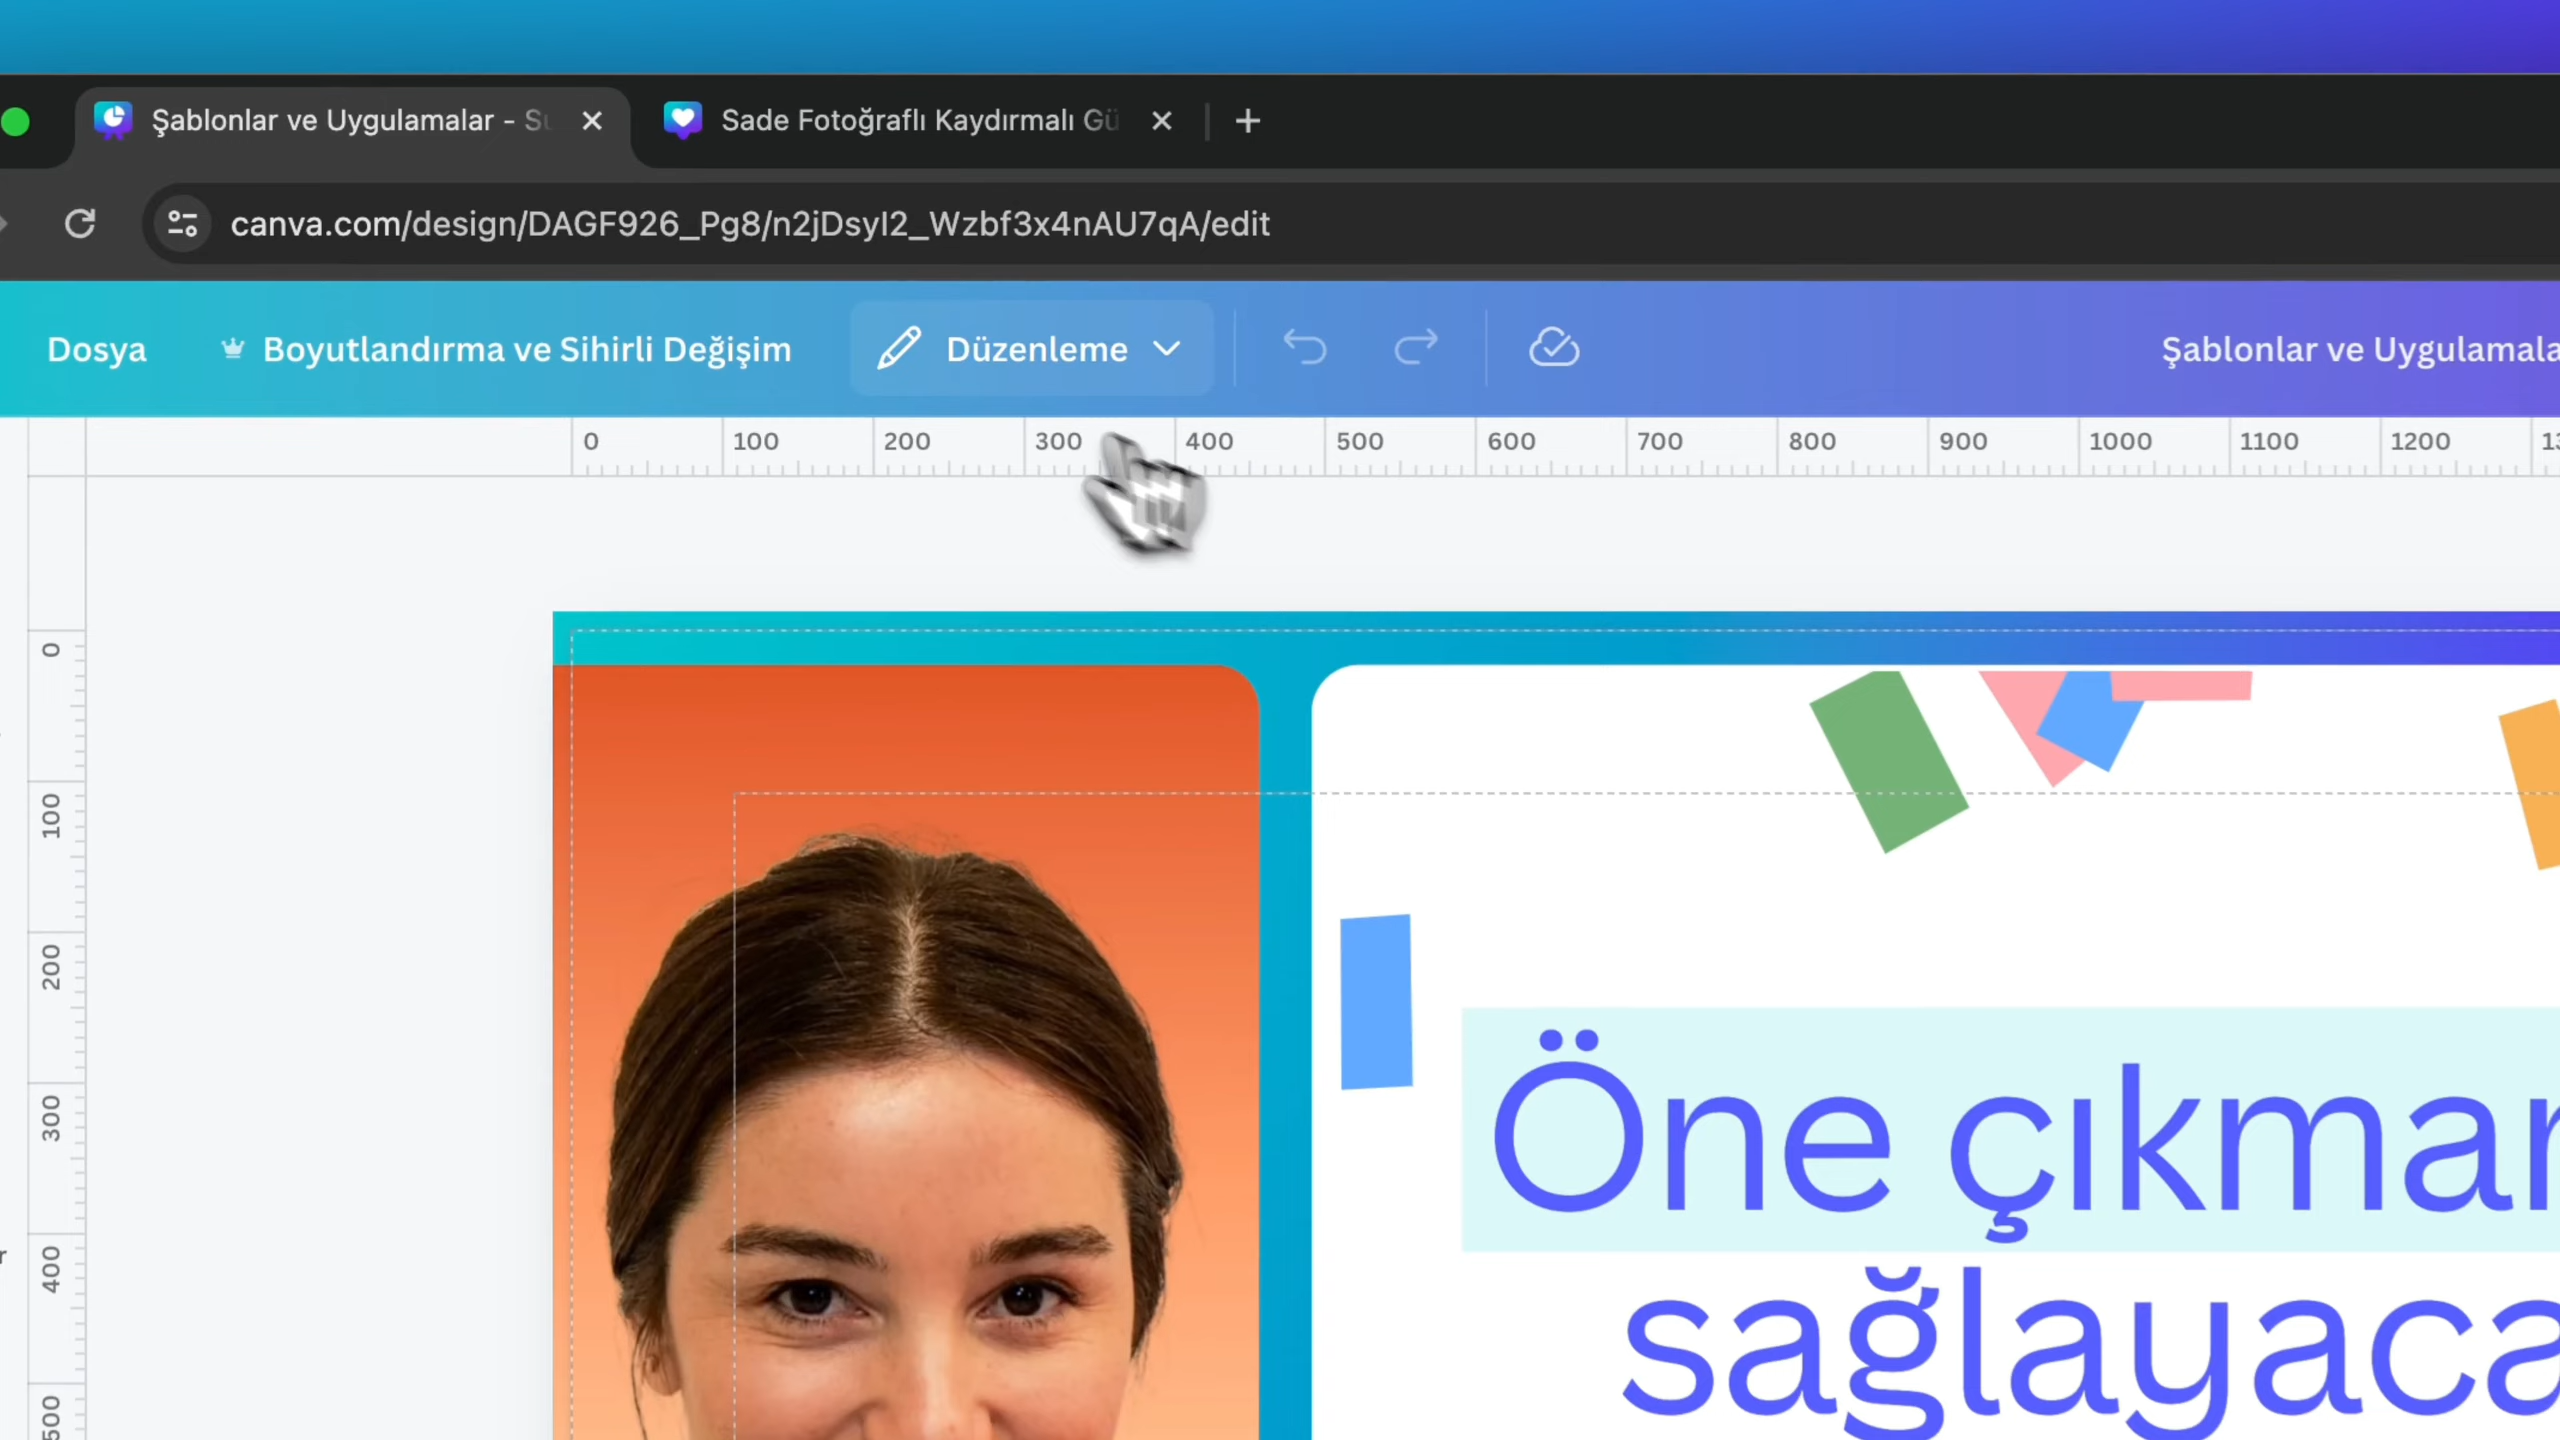 Şablonlar ve Uygulamalar - Su
Sade Fotoğraflı Kaydırmalı Gü
canva.com/design/DAGF926_Pg8/n2jDsyI2_Wzbf3x4nAU7qA/edit
Dosya
Boyutlandırma ve Sihirli Değişim
Düzenleme
Şablonlar ve Uygulamala
0 100 200 300 400 500 600 700 800 900 1000 1100 1200
0
100
200
300
400
500
Öne çıkman
sağlayaca